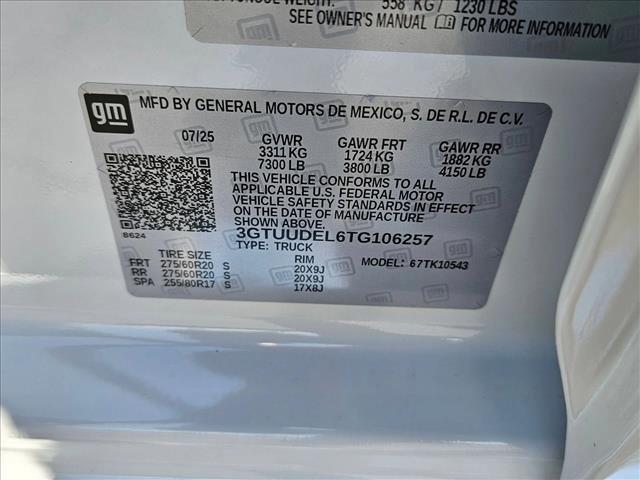 558 KG / 1230 LBS
SEE OWNER'S MANUAL FOR MORE INFORMATION
gm
MFD BY GENERAL MOTORS DE MEXICO, S. DE R.L. DE C.V.
07/25 GVWR GAWR FRT GAWR RR
3311 KG 1724 KG 1882 KG
7300 LB 3800 LB 4150 LB
THIS VEHICLE CONFORMS TO ALL
APPLICABLE U.S. FEDERAL MOTOR
VEHICLE SAFETY STANDARDS IN EFFECT
ON THE DATE OF MANUFACTURE
SHOWN ABOVE.
8624 3GTUUDEL6TG106257
TYPE: TRUCK
TIRE SIZE RIM MODEL: 67TK10543
FRT 275/60R20 S 20X9J
RR 275/60R20 S 20X9J
SPA 255/80R17 S 17X8J